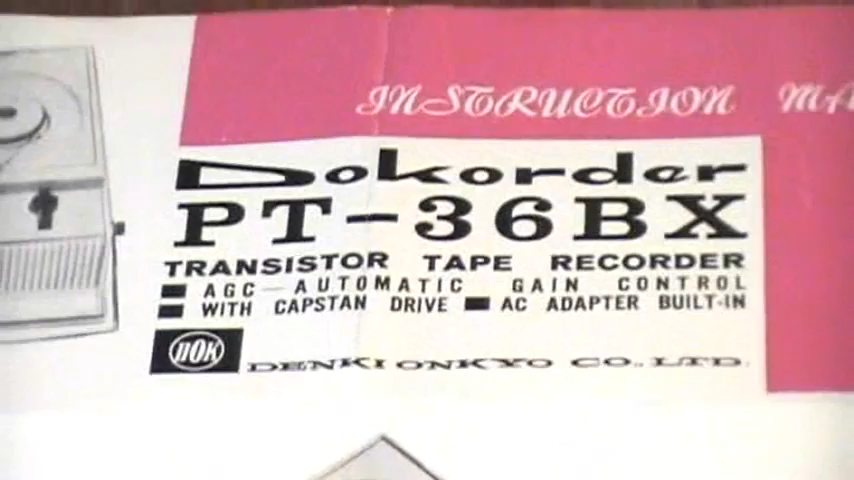 INSTRUCTION MA
Dokorder
PT-36BX
TRANSISTOR TAPE RECORDER
AGC-AUTOMATIC GAIN CONTROL
WITH CAPSTAN DRIVE AC ADAPTER BUILT-IN
DOK DENKI ONKYO CO., LTD.